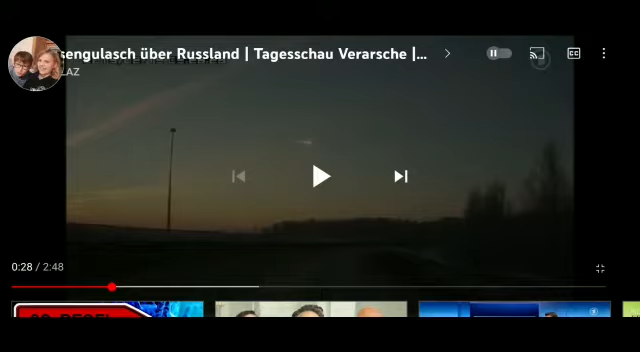 sengulasch über Russland | Tagesschau Verarsche |...
LAZ
0:28 / 2:48